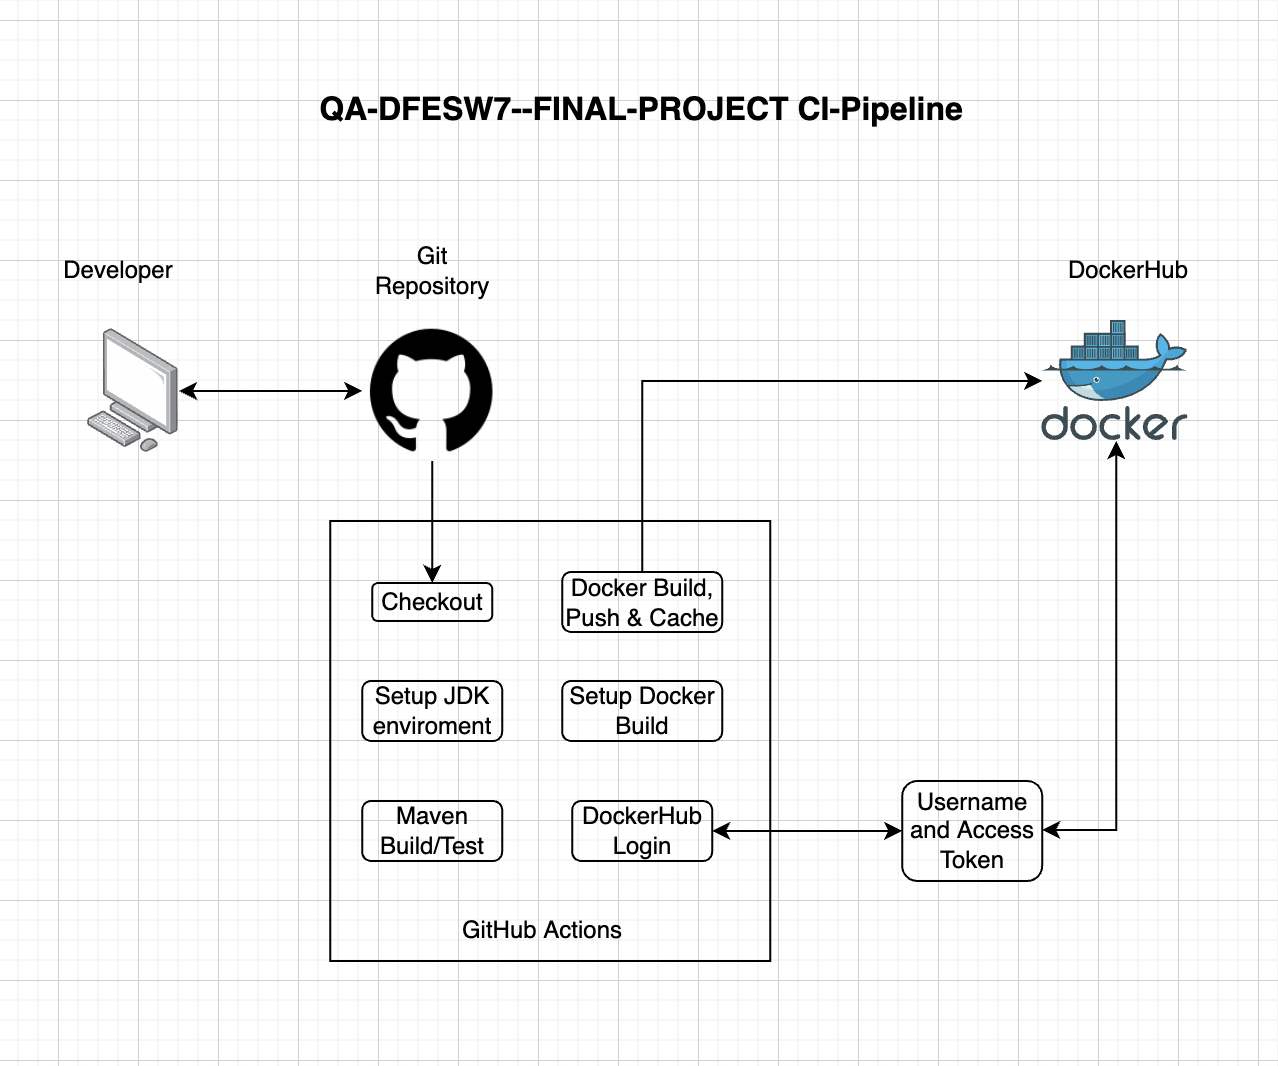 QA-DFESW7--FINAL-PROJECT CI-Pipeline
Developer
Git
Repository
DockerHub
docker
Checkout
Docker Build,
Push & Cache
Setup JDK
enviroment
Setup Docker
Build
Maven
Build/Test
DockerHub
Login
Username
and Access
Token
GitHub Actions